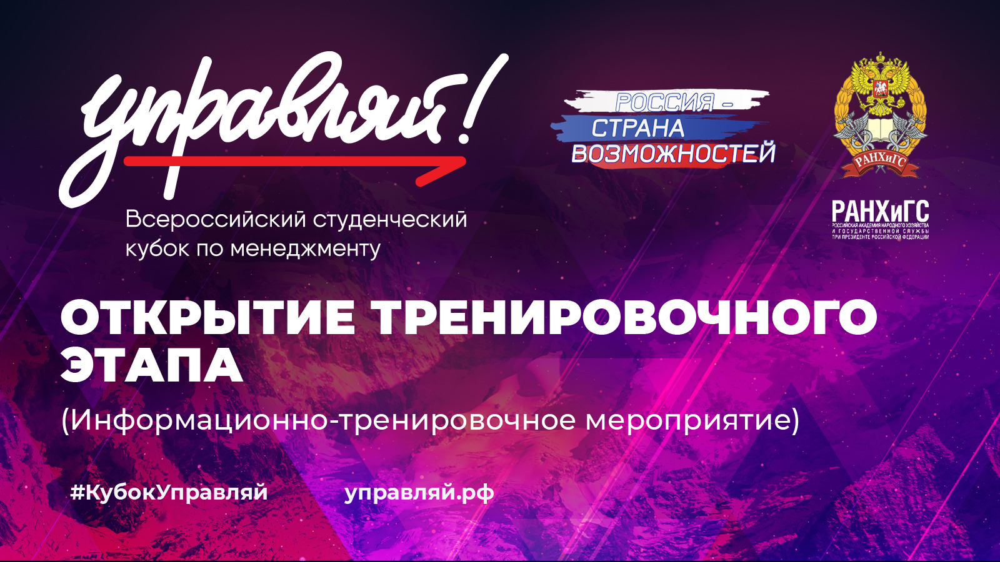 управляй!
Всероссийский студенческий
кубок по менеджменту
РОССИЯ -
СТРАНА
ВОЗМОЖНОСТЕЙ
РАНХиГС
РАНХиГС
РОССИЙСКАЯ АКАДЕМИЯ НАРОДНОГО ХОЗЯЙСТВА
И ГОСУДАРСТВЕННОЙ СЛУЖБЫ
ПРИ ПРЕЗИДЕНТЕ РОССИЙСКОЙ ФЕДЕРАЦИИ
ОТКРЫТИЕ ТРЕНИРОВОЧНОГО
ЭТАПА
(Информационно-тренировочное мероприятие)
#КубокУправляй
управляй.рф